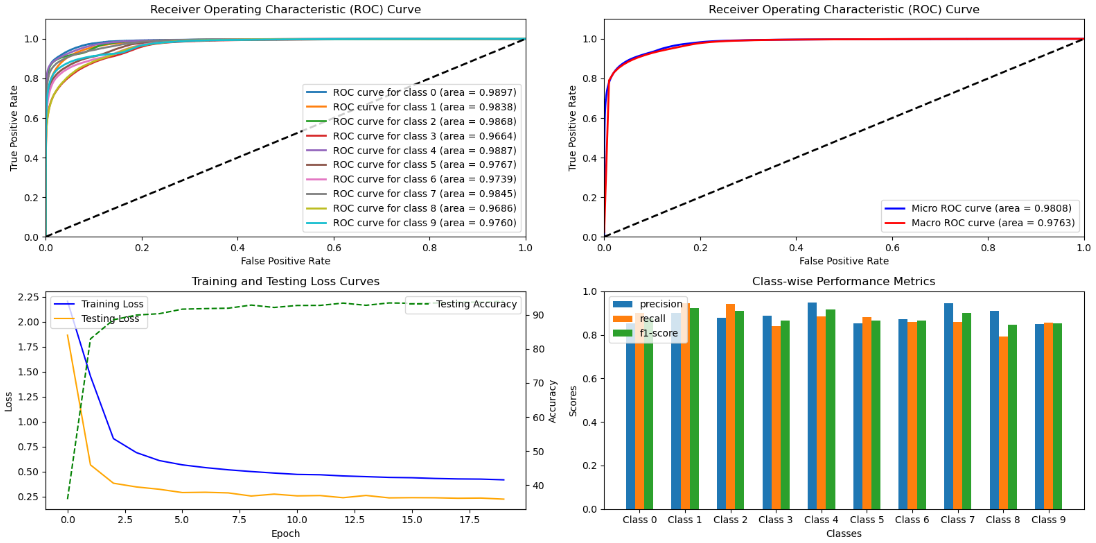 Receiver Operating Characteristic (ROC) Curve
True Positive Rate
1.0
0.8
0.6
0.4
0.2
0.0
ROC curve for class 0 (area = 0.9897)
ROC curve for class 1 (area = 0.9838)
ROC curve for class 2 (area = 0.9868)
ROC curve for class 3 (area = 0.9664)
ROC curve for class 4 (area = 0.9887)
ROC curve for class 5 (area = 0.9767)
ROC curve for class 6 (area = 0.9739)
ROC curve for class 7 (area = 0.9845)
ROC curve for class 8 (area = 0.9686)
ROC curve for class 9 (area = 0.9760)
0.0 0.2 0.4 0.6 0.8 1.0
False Positive Rate
Receiver Operating Characteristic (ROC) Curve
True Positive Rate
1.0
0.8
0.6
0.4
0.2
0.0
Micro ROC curve (area = 0.9808)
Macro ROC curve (area = 0.9763)
0.0 0.2 0.4 0.6 0.8 1.0
False Positive Rate
Training and Testing Loss Curves
Loss
2.25
2.00
1.75
1.50
1.25
1.00
0.75
0.50
0.25
Training Loss
Testing Loss
Testing Accuracy
90
80
70
60
50
40
Accuracy
0.0 2.5 5.0 7.5 10.0 12.5 15.0 17.5
Epoch
Class-wise Performance Metrics
Scores
1.0
0.8
0.6
0.4
0.2
0.0
precision
recall
f1-score
Class 0 Class 1 Class 2 Class 3 Class 4 Class 5 Class 6 Class 7 Class 8 Class 9
Classes